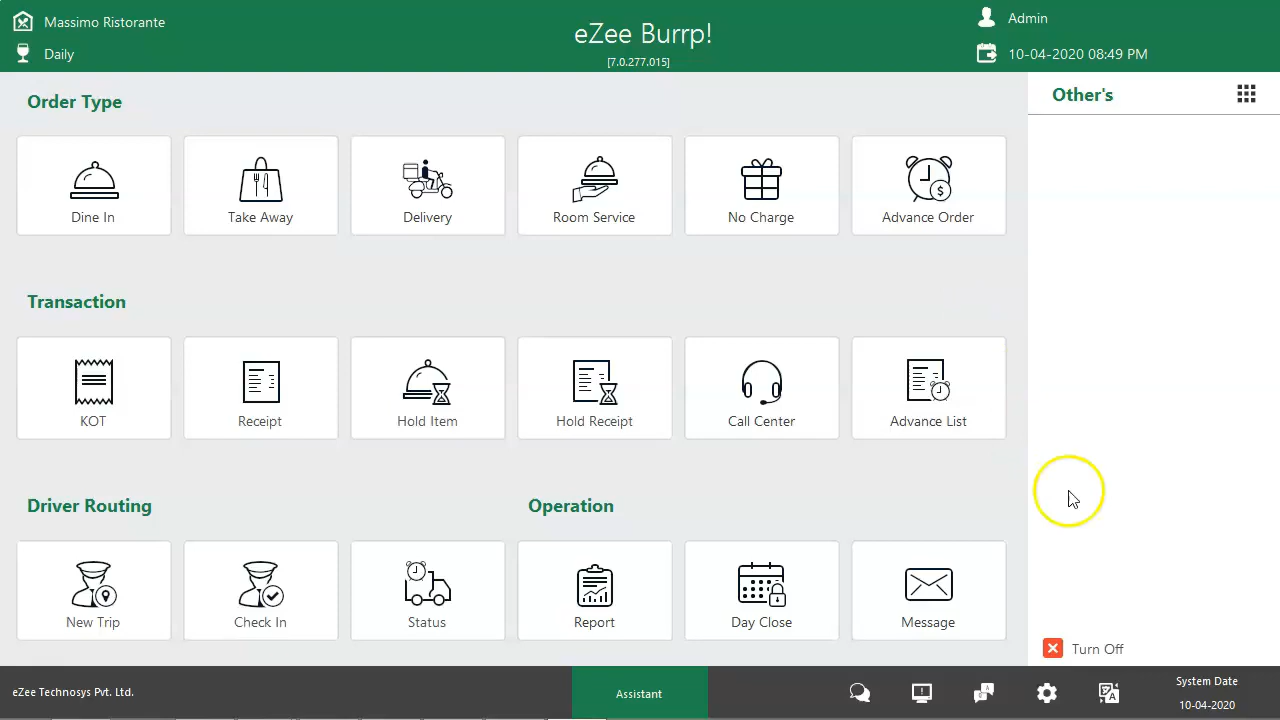 Massimo Ristorante
Daily
eZee Burrp!
[7.0.277.015]
Admin
10-04-2020 08:49 PM
Order Type
Other's
Dine In
Take Away
Delivery
Room Service
No Charge
Advance Order
Transaction
KOT
Receipt
Hold Item
Hold Receipt
Call Center
Advance List
Driver Routing
Operation
New Trip
Check In
Status
Report
Day Close
Message
Turn Off
eZee Technosys Pvt. Ltd.
Assistant
System Date
10-04-2020